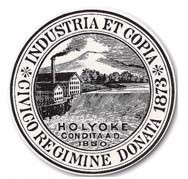 INDUSTRIA ET COPIA
CIVICO REGIMINE DONATA 1873
HOLYOKE
CONDITA A.D.
1850.